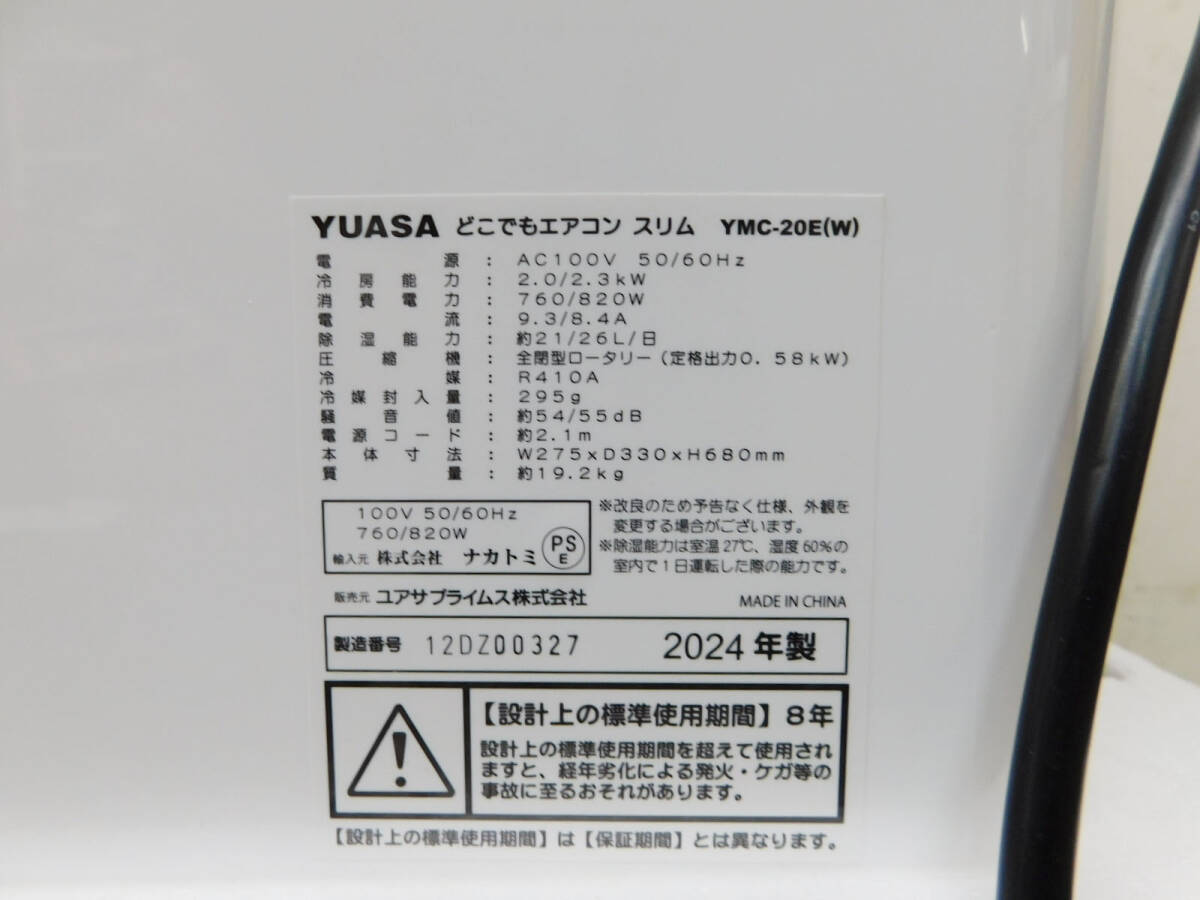 YUASA どこでもエアコン スリム YMC-20E(W)
電源 : AC100V 50/60Hz
冷房能力 : 2.0/2.3kW
消費電力 : 760/820W
電流 : 9.3/8.4A
除湿能力 : 約21/26L/日
圧縮機 : 全閉型ロータリー（定格出力0.58kW）
冷媒 : R410A
冷媒封入量 : 295g
騒音値 : 約54/55dB
電源コード : 約2.1m
本体寸法 : W275xD330xH680mm
質量 : 約19.2kg
100V 50/60Hz
760/820W
輸入元 株式会社 ナカトミ
PS
E
※改良のため予告なく仕様、外観を
変更する場合がございます。
※除湿能力は室温27℃、湿度60%の
室内で1日運転した際の能力です。
販売元 ユアサプライムス株式会社
MADE IN CHINA
製造番号 12DZ00327 2024年製
【設計上の標準使用期間】8年
設計上の標準使用期間を超えて使用され
ますと、経年劣化による発火・ケガ等の
事故に至るおそれがあります。
【設計上の標準使用期間】は【保証期間】とは異なります。